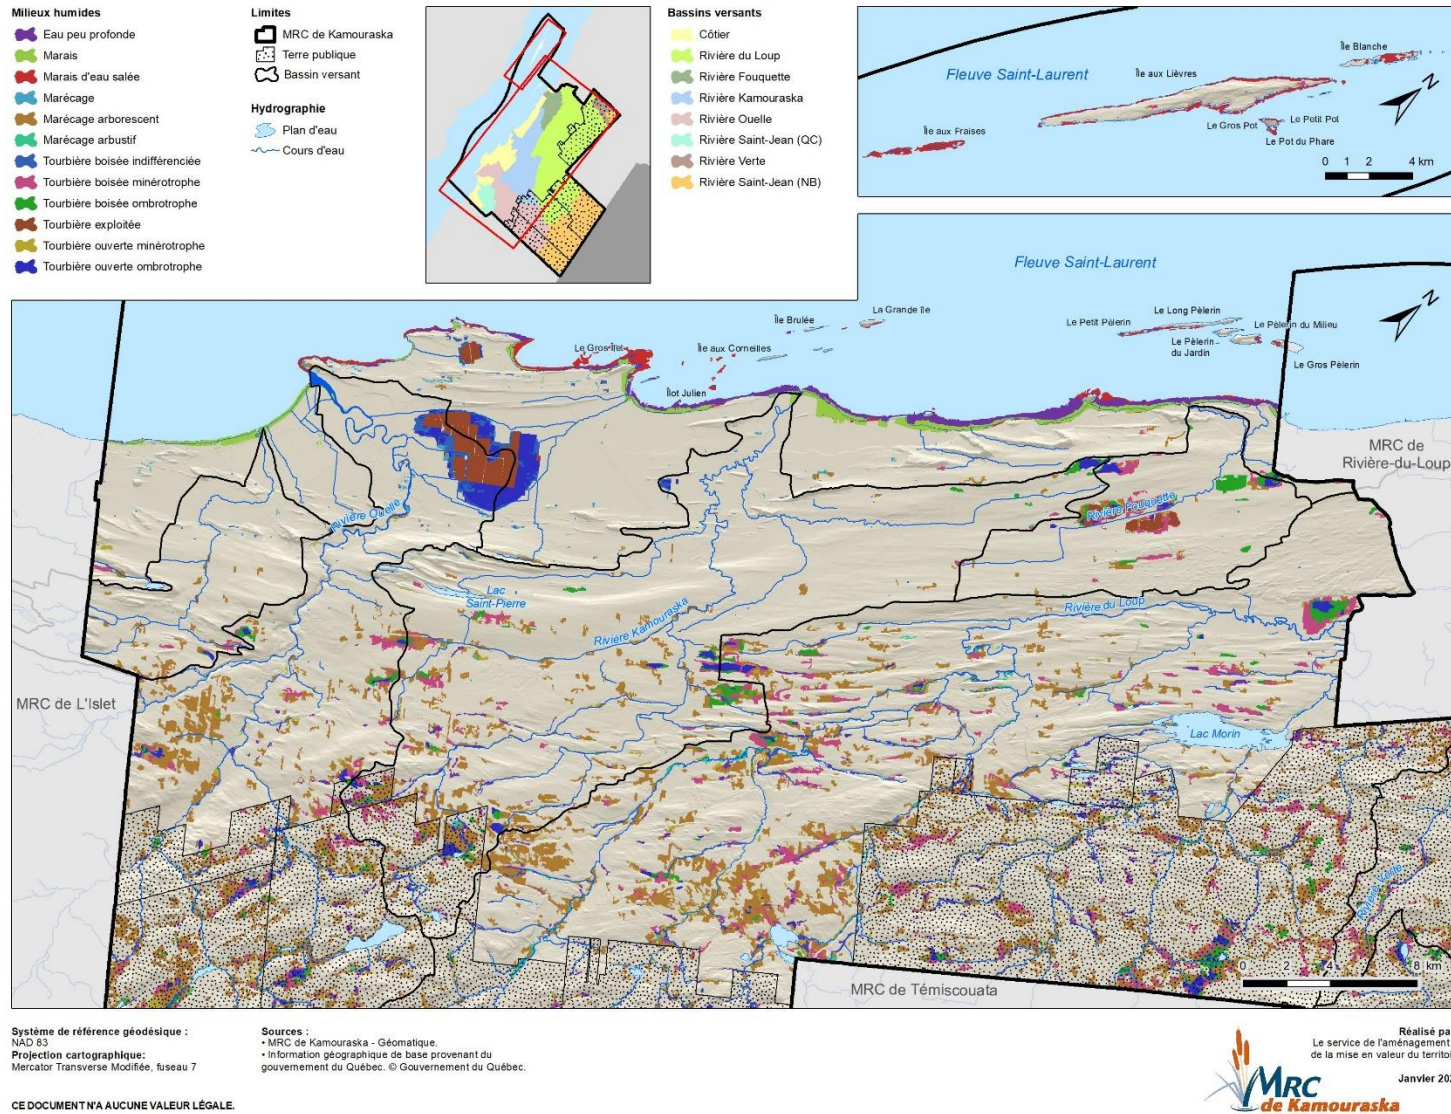 Milieux humides
Eau peu profonde
Marais
Marais d'eau salée
Marécage
Marécage arborescent
Marécage arbustif
Tourbière boisée indifférenciée
Tourbière boisée minérotrophe
Tourbière boisée ombrotrophe
Tourbière exploitée
Tourbière ouverte minérotrophe
Tourbière ouverte ombrotrophe
Limites
MRC de Kamouraska
Terre publique
Bassin versant
Hydrographie
Plan d'eau
Cours d'eau
Bassins versants
Côtier
Rivière du Loup
Rivière Fouquette
Rivière Kamouraska
Rivière Ouelle
Rivière Saint-Jean (QC)
Rivière Verte
Rivière Saint-Jean (NB)
Fleuve Saint-Laurent
Île Blanche
Île aux Lièvres
Île aux Fraises
Le Gros Pot
Le Petit Pot
Le Pot du Phare
N
0 1 2 4 km
Fleuve Saint-Laurent
N
La Grande île
Île Brulée
Le Long Pèlerin
Le Petit Pèlerin
Le Pèlerin du Milieu
Le Pèlerin
du Jardin
Le Gros Pèlerin
Le Gros îlet
Île aux Corneilles
Îlot Julien
MRC de
Rivière-du-Loup
Rivière Ouelle
Rivière Fouquette
Lac
Saint-Pierre
Rivière Kamouraska
Rivière du Loup
MRC de L'Islet
Lac Morin
Rivière Verte
MRC de Témiscouata
0 2 4 8 km
Système de référence géodésique :
NAD 83
Projection cartographique:
Mercator Transverse Modifiée, fuseau 7
Sources :
• MRC de Kamouraska - Géomatique.
• Information géographique de base provenant du
gouvernement du Québec. © Gouvernement du Québec.
CE DOCUMENT N'A AUCUNE VALEUR LÉGALE.
MRC
de Kamouraska
Réalisé pa
Le service de l'aménagement
de la mise en valeur du territoi
Janvier 202